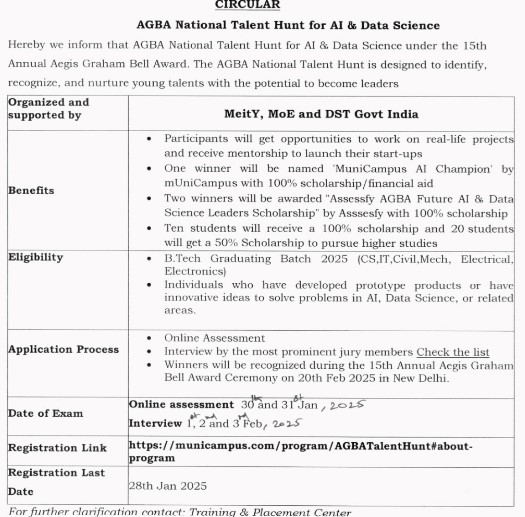 CIRCULAR
AGBA National Talent Hunt for AI & Data Science
Hereby we inform that AGBA National Talent Hunt for AI & Data Science under the 15th
Annual Aegis Graham Bell Award. The AGBA National Talent Hunt is designed to identify,
recognize, and nurture young talents with the potential to become leaders
Organized and
supported by
MeitY, MoE and DST Govt India
Benefits
• Participants will get opportunities to work on real-life projects
and receive mentorship to launch their start-ups
• One winner will be named 'MuniCampus AI Champion' by
mUniCampus with 100% scholarship/financial aid
• Two winners will be awarded "Assessfy AGBA Future AI & Data
Science Leaders Scholarship" by Asssesfy with 100% scholarship
• Ten students will receive a 100% scholarship and 20 students
will get a 50% Scholarship to pursue higher studies
Eligibility
• B.Tech Graduating Batch 2025 (CS,IT,Civil,Mech, Electrical,
Electronics)
• Individuals who have developed prototype products or have
innovative ideas to solve problems in AI, Data Science, or related
areas.
Application Process
• Online Assessment
• Interview by the most prominent jury members Check the list
• Winners will be recognized during the 15th Annual Aegis Graham
Bell Award Ceremony on 20th Feb 2025 in New Delhi.
Date of Exam
Online assessment 30th and 31st Jan, 2025
Interview 1st, 2nd and 3rd Feb, 2025
Registration Link
https://municampus.com/program/AGBATalentHunt#about-
program
Registration Last
Date
28th Jan 2025
For further clarification contact: Training & Placement Center